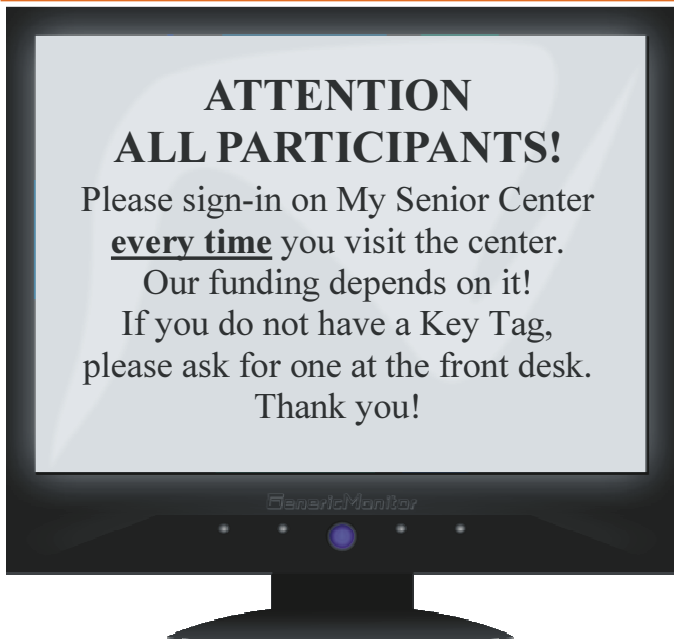 ATTENTION
ALL PARTICIPANTS!
Please sign-in on My Senior Center
every time you visit the center.
Our funding depends on it!
If you do not have a Key Tag,
please ask for one at the front desk.
Thank you!
GenericMonitor